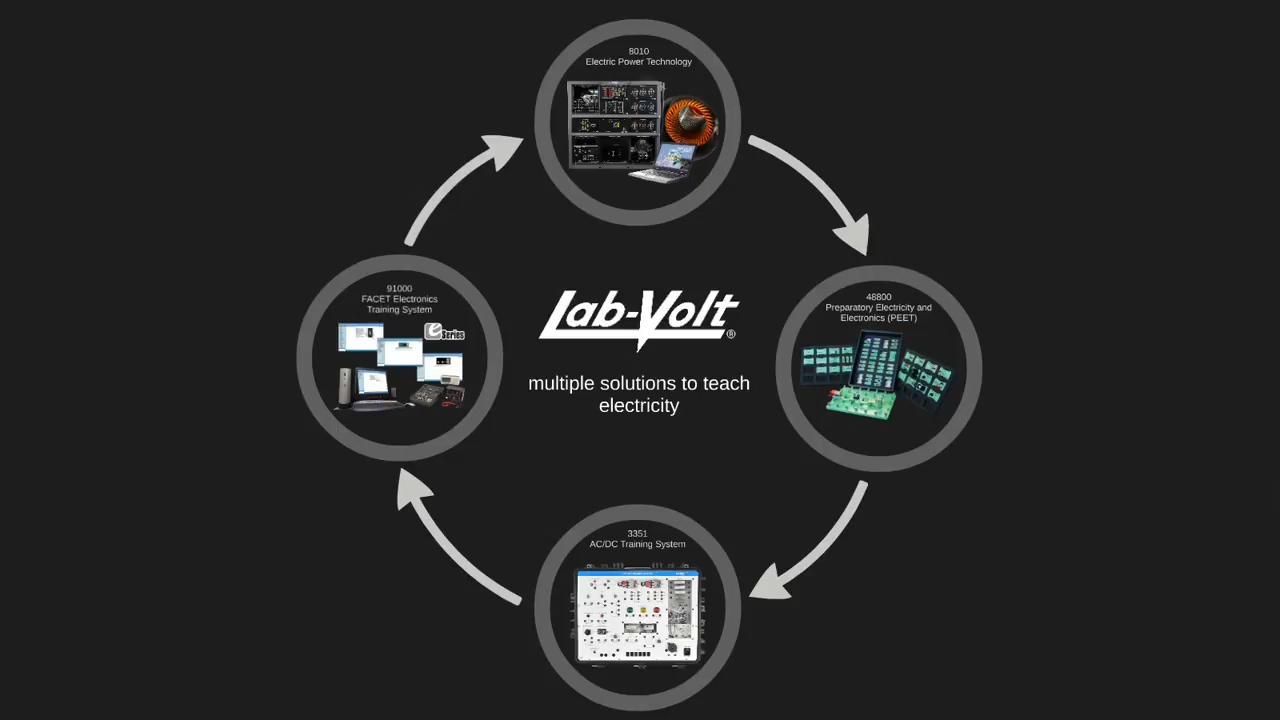 8010
Electric Power Technology
91000
FACET Electronics
Training System
eSeries
Lab-Volt®
multiple solutions to teach
electricity
48800
Preparatory Electricity and
Electronics (PEET)
3351
AC/DC Training System